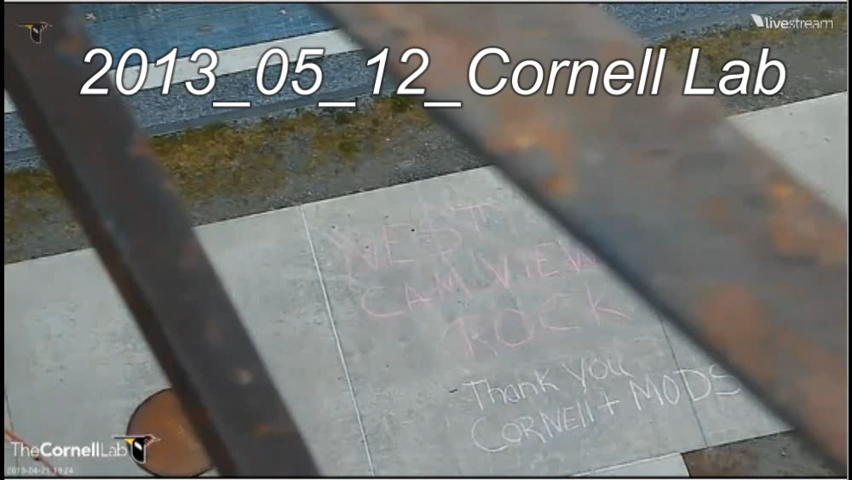 livestream
2013_05_12_Cornell Lab
WEST
CAM VIEW
ROCK
Thank You
CORNEll + MODS
TheCornellLab